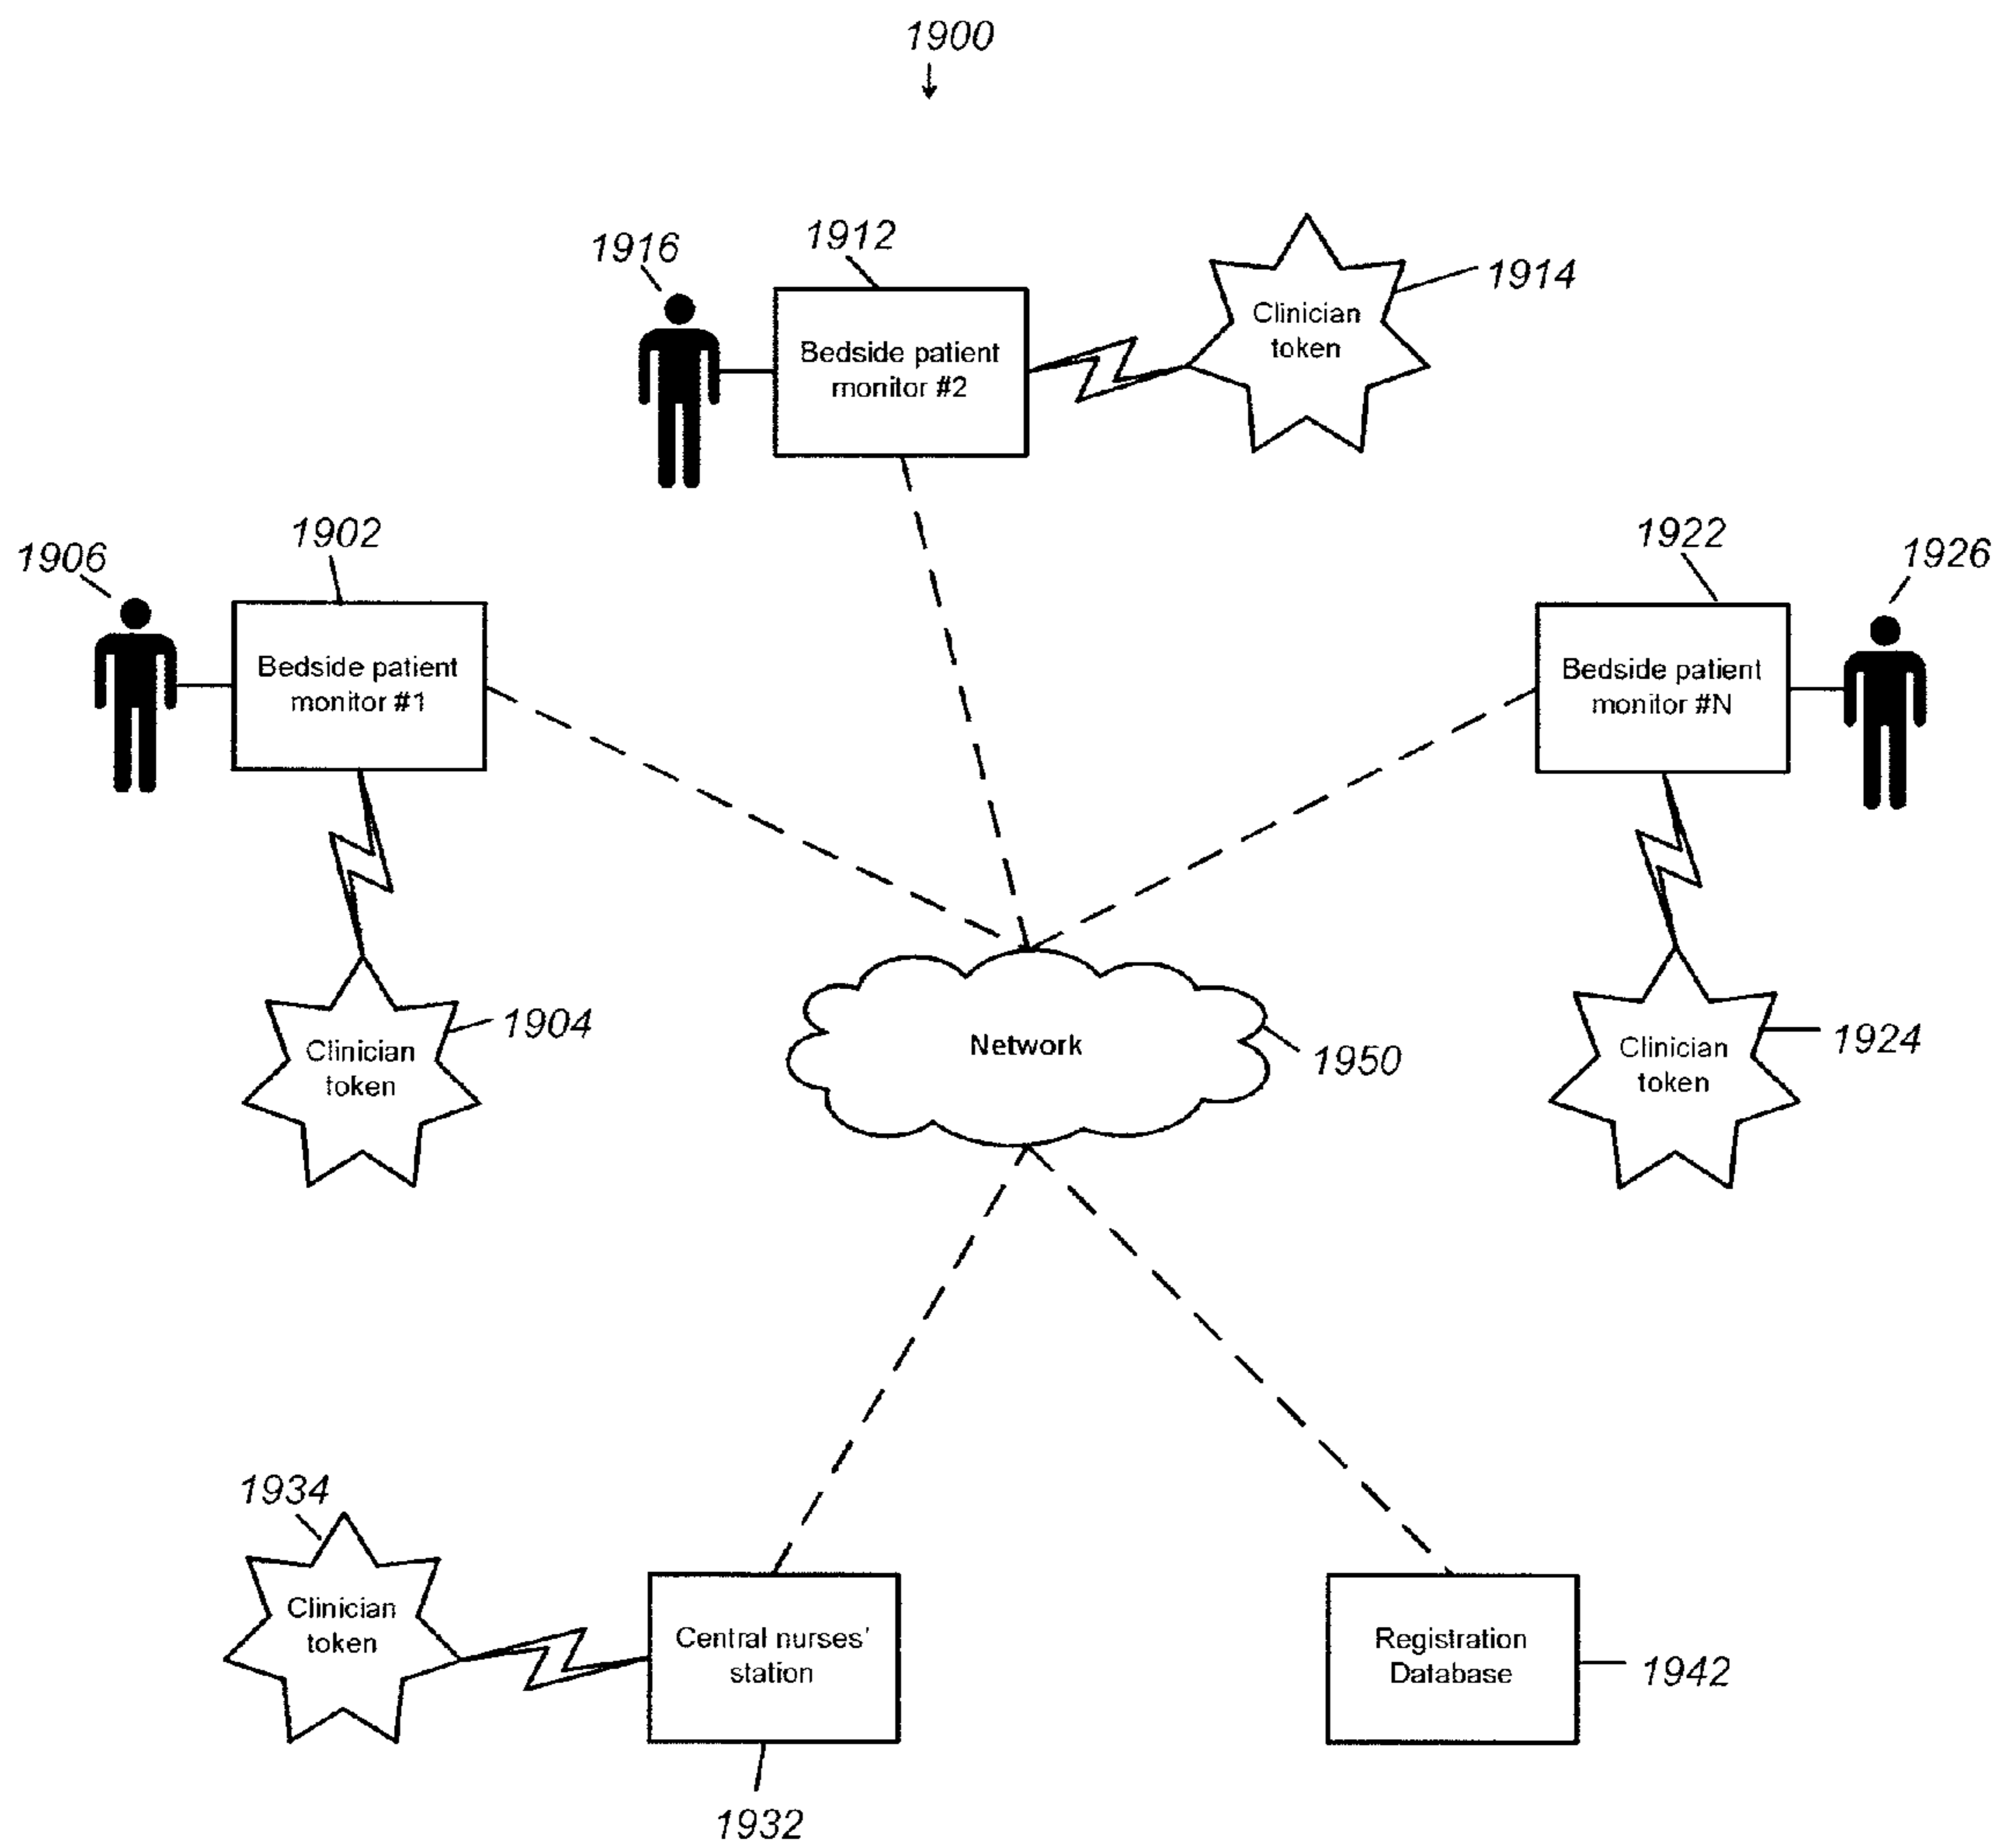 1900
1912
1916
1914
Clinician
token
Bedside patient
monitor #2
1902
1922
1906
1926
Bedside patient
monitor #1
Bedside patient
monitor #N
1904
Clinician
token
Network
1950
1924
Clinician
token
1934
Clinician
token
Central nurses'
station
Registration
Database
1942
1932